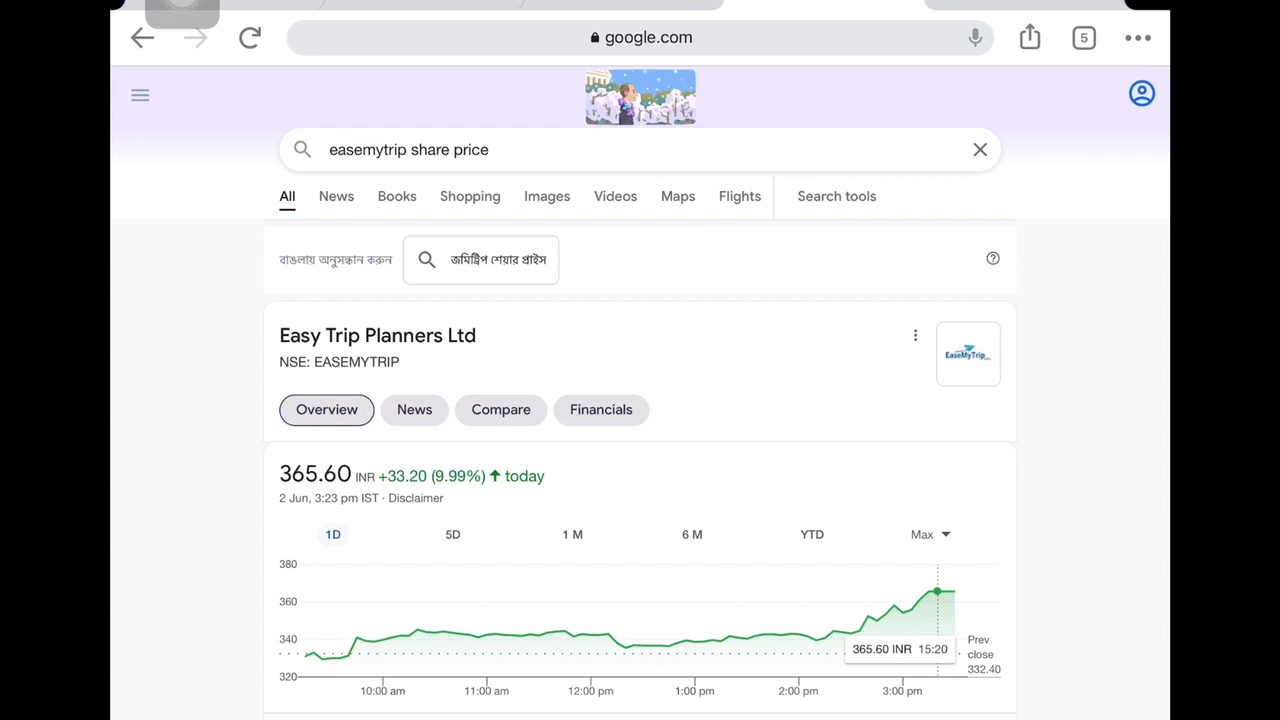 google.com
5
easemytrip share price
All News Books Shopping Images Videos Maps Flights Search tools
বাঙলায় অনুসন্ধান করুন
জমিট্রিপ শেয়ার প্রাইস
Easy Trip Planners Ltd
NSE: EASEMYTRIP
EaseMyTrip
Overview News Compare Financials
365.60 INR +33.20 (9.99%) ↑ today
2 Jun, 3:23 pm IST · Disclaimer
1D 5D 1 M 6 M YTD Max
380
360
340
320
365.60 INR 15:20
Prev
close
332.40
10:00 am 11:00 am 12:00 pm 1:00 pm 2:00 pm 3:00 pm